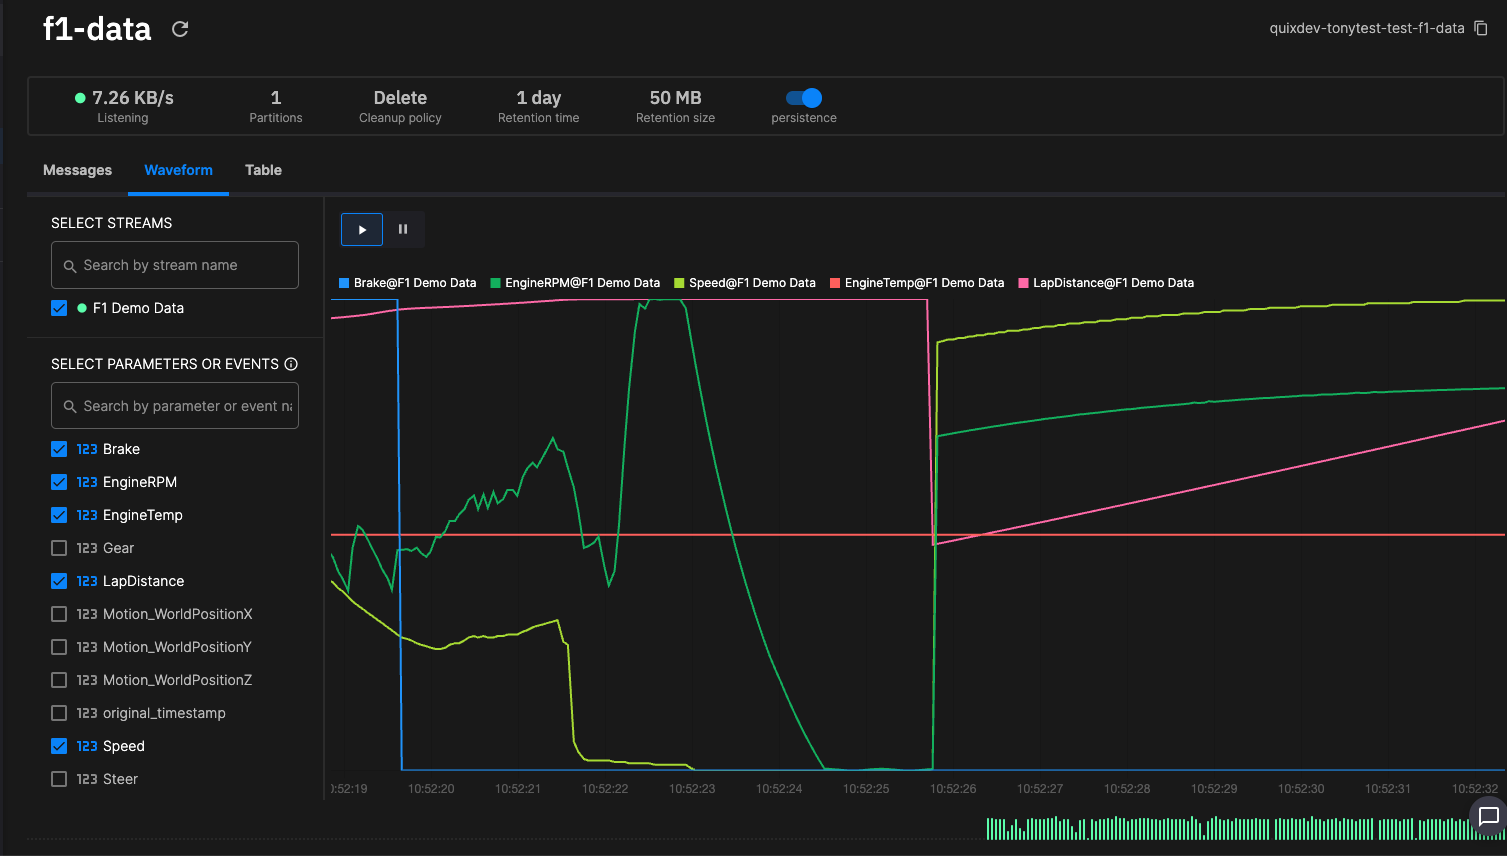 f1-data
quixdev-tonytest-test-f1-data
7.26 KB/s
Listening
1
Partitions
Delete
Cleanup policy
1 day
Retention time
50 MB
Retention size
persistence
Messages
Waveform
Table
SELECT STREAMS
Search by stream name
F1 Demo Data
SELECT PARAMETERS OR EVENTS
Search by parameter or event na
123 Brake
123 EngineRPM
123 EngineTemp
123 Gear
123 LapDistance
123 Motion_WorldPositionX
123 Motion_WorldPositionY
123 Motion_WorldPositionZ
123 original_timestamp
123 Speed
123 Steer
Brake@F1 Demo Data EngineRPM@F1 Demo Data Speed@F1 Demo Data EngineTemp@F1 Demo Data LapDistance@F1 Demo Data
):52:19 10:52:20 10:52:21 10:52:22 10:52:23 10:52:24 10:52:25 10:52:26 10:52:27 10:52:28 10:52:29 10:52:30 10:52:31 10:52:32